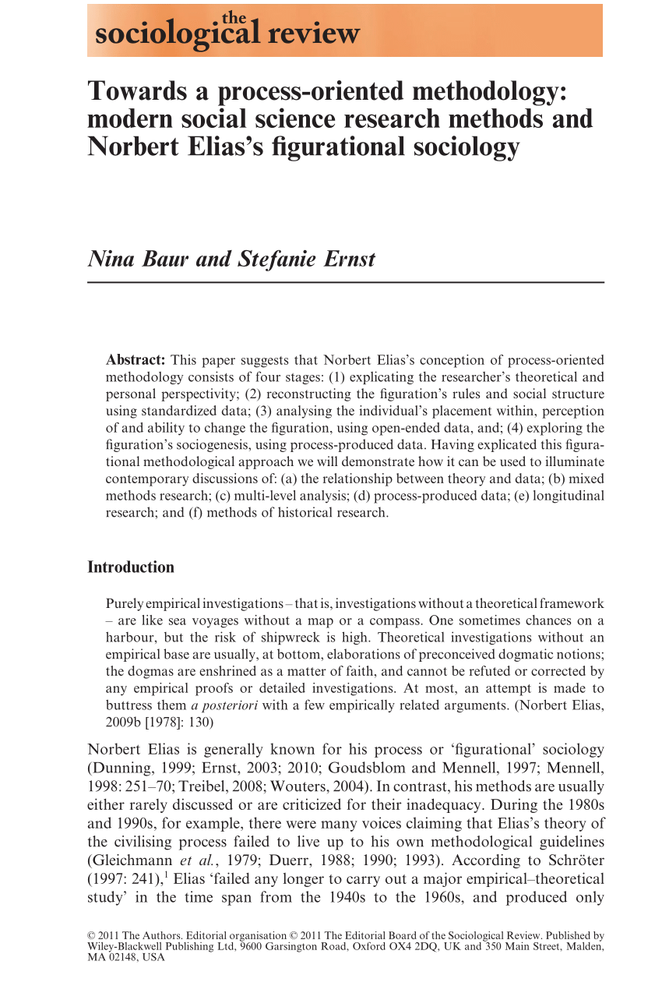 the
sociological review
Towards a process-oriented methodology:
modern social science research methods and
Norbert Elias’s figurational sociology
Nina Baur and Stefanie Ernst
Abstract: This paper suggests that Norbert Elias’s conception of process-oriented
methodology consists of four stages: (1) explicating the researcher’s theoretical and
personal perspectivity; (2) reconstructing the figuration’s rules and social structure
using standardized data; (3) analysing the individual’s placement within, perception
of and ability to change the figuration, using open-ended data, and; (4) exploring the
figuration’s sociogenesis, using process-produced data. Having explicated this figura-
tional methodological approach we will demonstrate how it can be used to illuminate
contemporary discussions of: (a) the relationship between theory and data; (b) mixed
methods research; (c) multi-level analysis; (d) process-produced data; (e) longitudinal
research; and (f) methods of historical research.
Introduction
Purely empirical investigations – that is, investigations without a theoretical framework
– are like sea voyages without a map or a compass. One sometimes chances on a
harbour, but the risk of shipwreck is high. Theoretical investigations without an
empirical base are usually, at bottom, elaborations of preconceived dogmatic notions;
the dogmas are enshrined as a matter of faith, and cannot be refuted or corrected by
any empirical proofs or detailed investigations. At most, an attempt is made to
buttress them a posteriori with a few empirically related arguments. (Norbert Elias,
2009b [1978]: 130)
Norbert Elias is generally known for his process or ‘figurational’ sociology
(Dunning, 1999; Ernst, 2003; 2010; Goudsblom and Mennell, 1997; Mennell,
1998: 251–70; Treibel, 2008; Wouters, 2004). In contrast, his methods are usually
either rarely discussed or are criticized for their inadequacy. During the 1980s
and 1990s, for example, there were many voices claiming that Elias’s theory of
the civilising process failed to live up to his own methodological guidelines
(Gleichmann et al., 1979; Duerr, 1988; 1990; 1993). According to Schröter
(1997: 241),1 Elias ‘failed any longer to carry out a major empirical–theoretical
study’ in the time span from the 1940s to the 1960s, and produced only
© 2011 The Authors. Editorial organisation © 2011 The Editorial Board of the Sociological Review. Published by
Wiley-Blackwell Publishing Ltd, 9600 Garsington Road, Oxford OX4 2DQ, UK and 350 Main Street, Malden,
MA 02148, USA